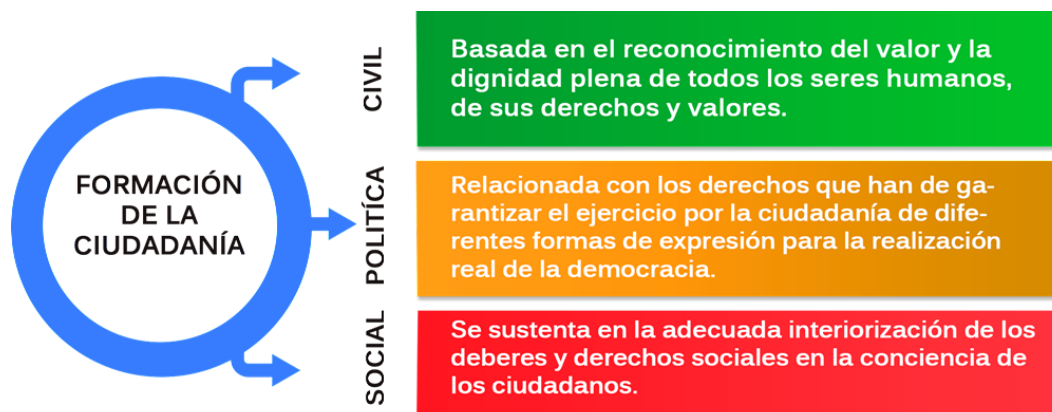 FORMACIÓN
DE LA
CIUDADANÍA
CIVIL
Basada en el reconocimiento del valor y la
dignidad plena de todos los seres humanos,
de sus derechos y valores.
POLITÍCA
Relacionada con los derechos que han de ga-
rantizar el ejercicio por la ciudadanía de dife-
rentes formas de expresión para la realización
real de la democracia.
SOCIAL
Se sustenta en la adecuada interiorización de los
deberes y derechos sociales en la conciencia de
los ciudadanos.